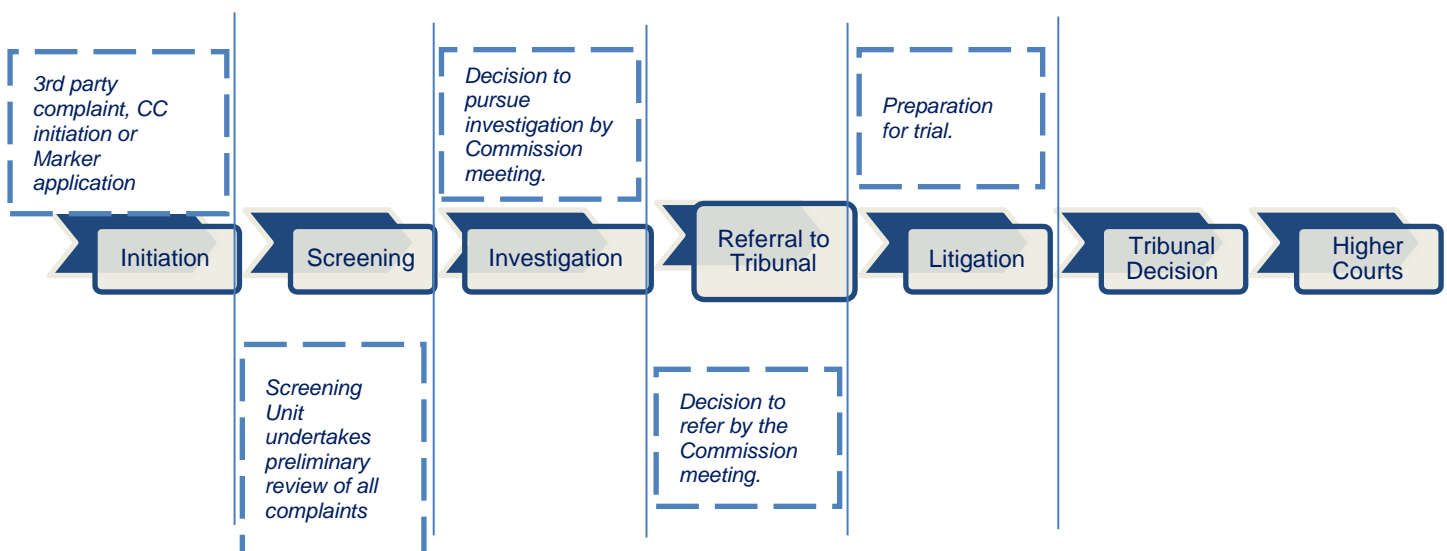 3rd party
complaint, CC
initiation or
Marker
application
Decision to
pursue
investigation by
Commission
meeting.
Preparation
for trial.
Initiation
Screening
Investigation
Referral to
Tribunal
Litigation
Tribunal
Decision
Higher
Courts
Screening
Unit
undertakes
preliminary
review of all
complaints
Decision to
refer by the
Commission
meeting.